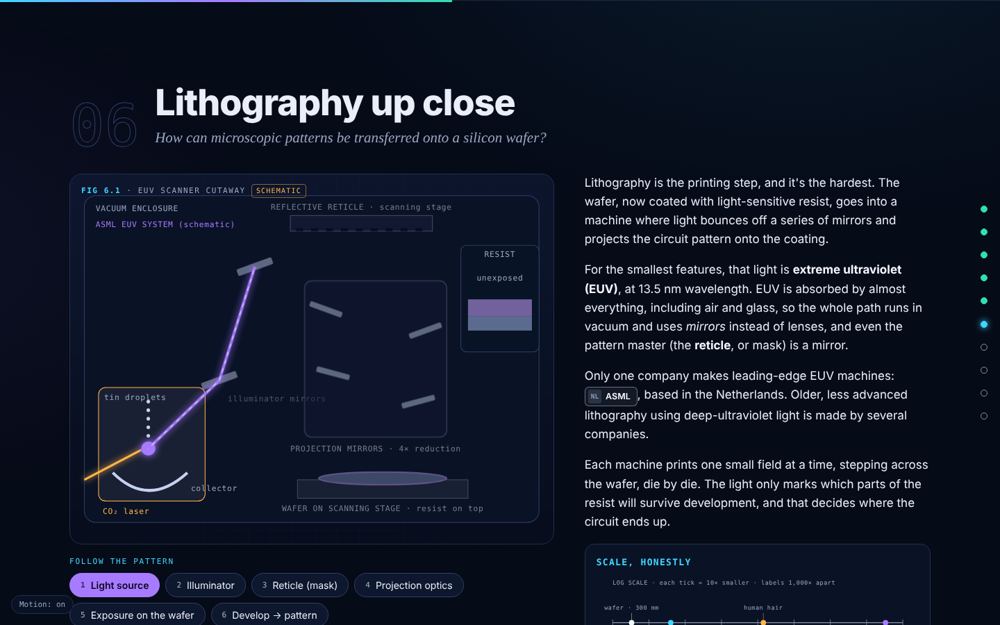 06
Lithography up close
How can microscopic patterns be transferred onto a silicon wafer?
FIG 6.1 · EUV SCANNER CUTAWAY SCHEMATIC
VACUUM ENCLOSURE
ASML EUV SYSTEM (schematic)
REFLECTIVE RETICLE · scanning stage
RESIST
unexposed
tin droplets
illuminator mirrors
PROJECTION MIRRORS · 4× reduction
collector
CO₂ laser
WAFER ON SCANNING STAGE · resist on top
FOLLOW THE PATTERN
1 Light source
2 Illuminator
3 Reticle (mask)
4 Projection optics
5 Exposure on the wafer
6 Develop → pattern
Motion: on
Lithography is the printing step, and it's the hardest. The
wafer, now coated with light-sensitive resist, goes into a
machine where light bounces off a series of mirrors and
projects the circuit pattern onto the coating.
For the smallest features, that light is extreme ultraviolet
(EUV), at 13.5 nm wavelength. EUV is absorbed by almost
everything, including air and glass, so the whole path runs in
vacuum and uses mirrors instead of lenses, and even the
pattern master (the reticle, or mask) is a mirror.
Only one company makes leading-edge EUV machines:
NL ASML, based in the Netherlands. Older, less advanced
lithography using deep-ultraviolet light is made by several
companies.
Each machine prints one small field at a time, stepping across
the wafer, die by die. The light only marks which parts of the
resist will survive development, and that decides where the
circuit ends up.
SCALE, HONESTLY
LOG SCALE · each tick = 10× smaller · labels 1,000× apart
wafer · 300 mm
human hair